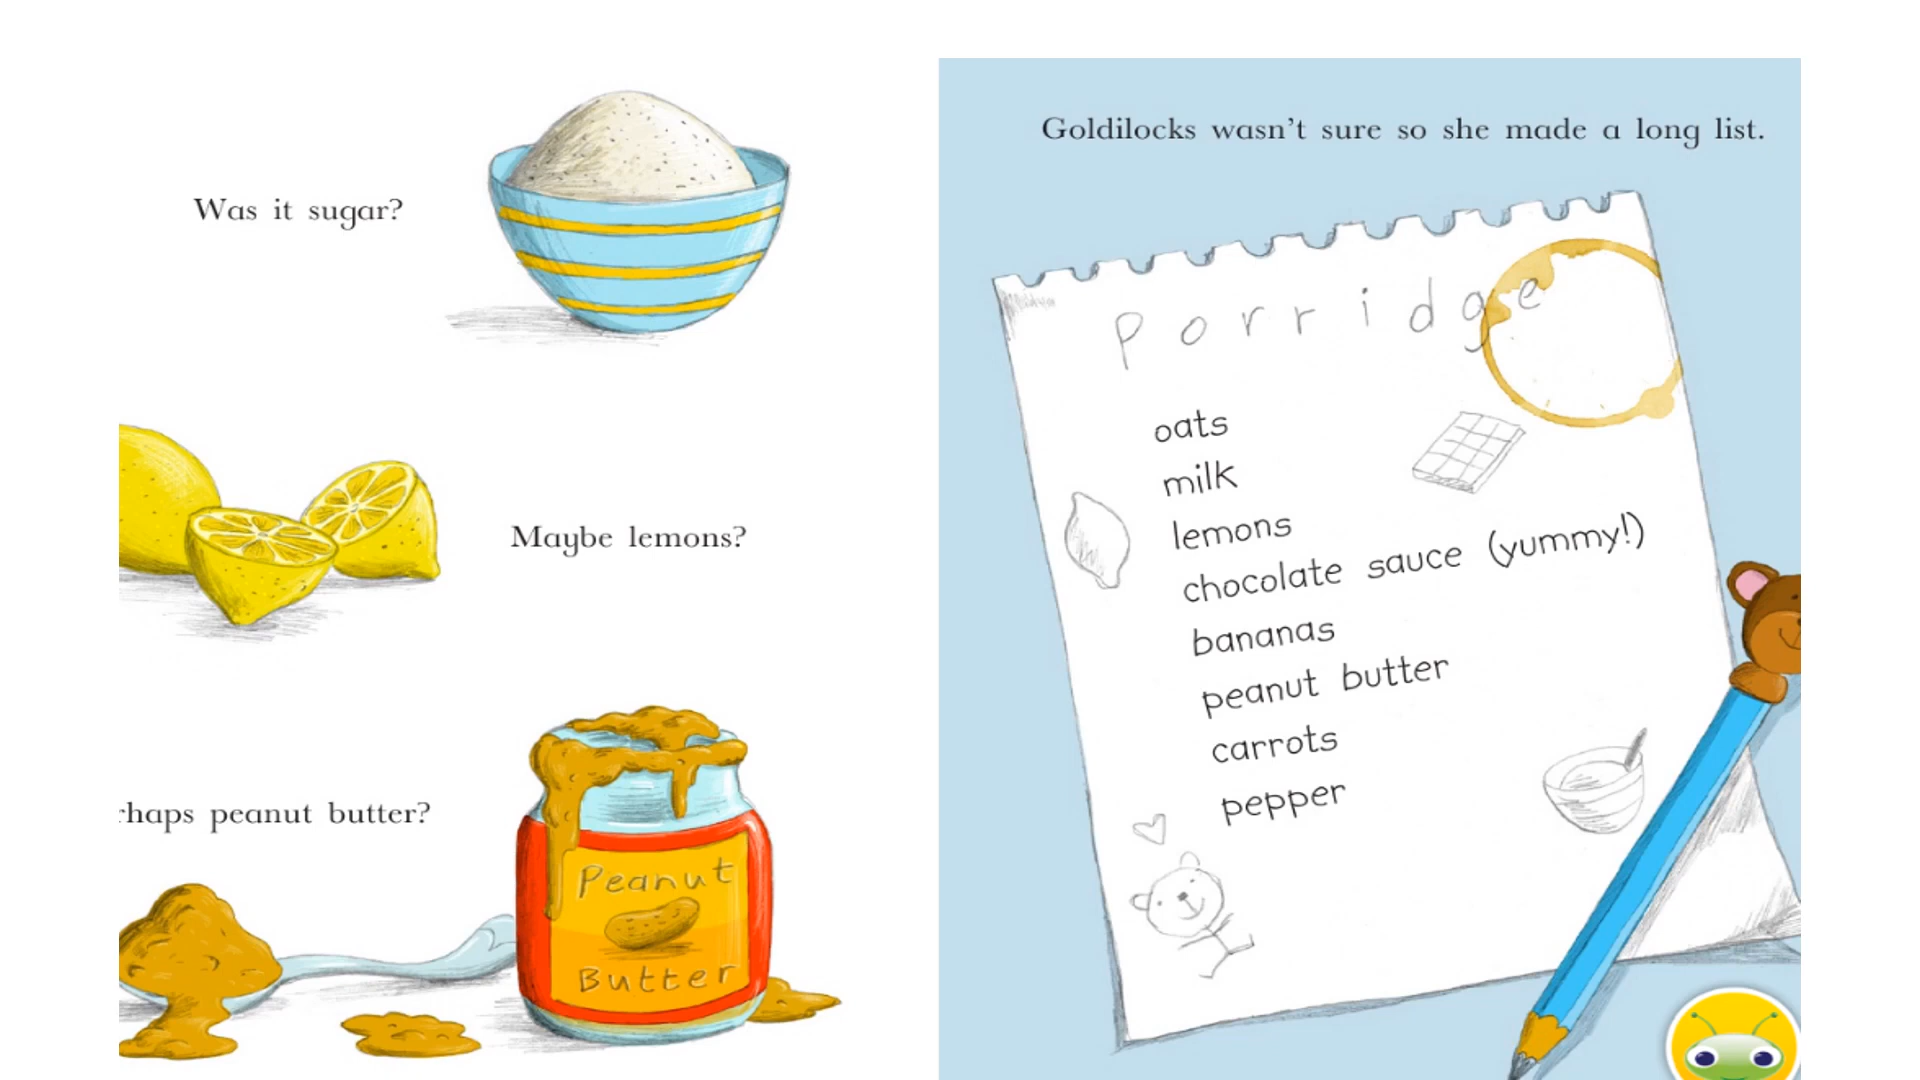 Was it sugar?
Maybe lemons?
rhaps peanut butter?
Peanut
Butter
Goldilocks wasn't sure so she made a long list.
Porridge
oats
milk
lemons
chocolate sauce (yummy!)
bananas
peanut butter
carrots
pepper